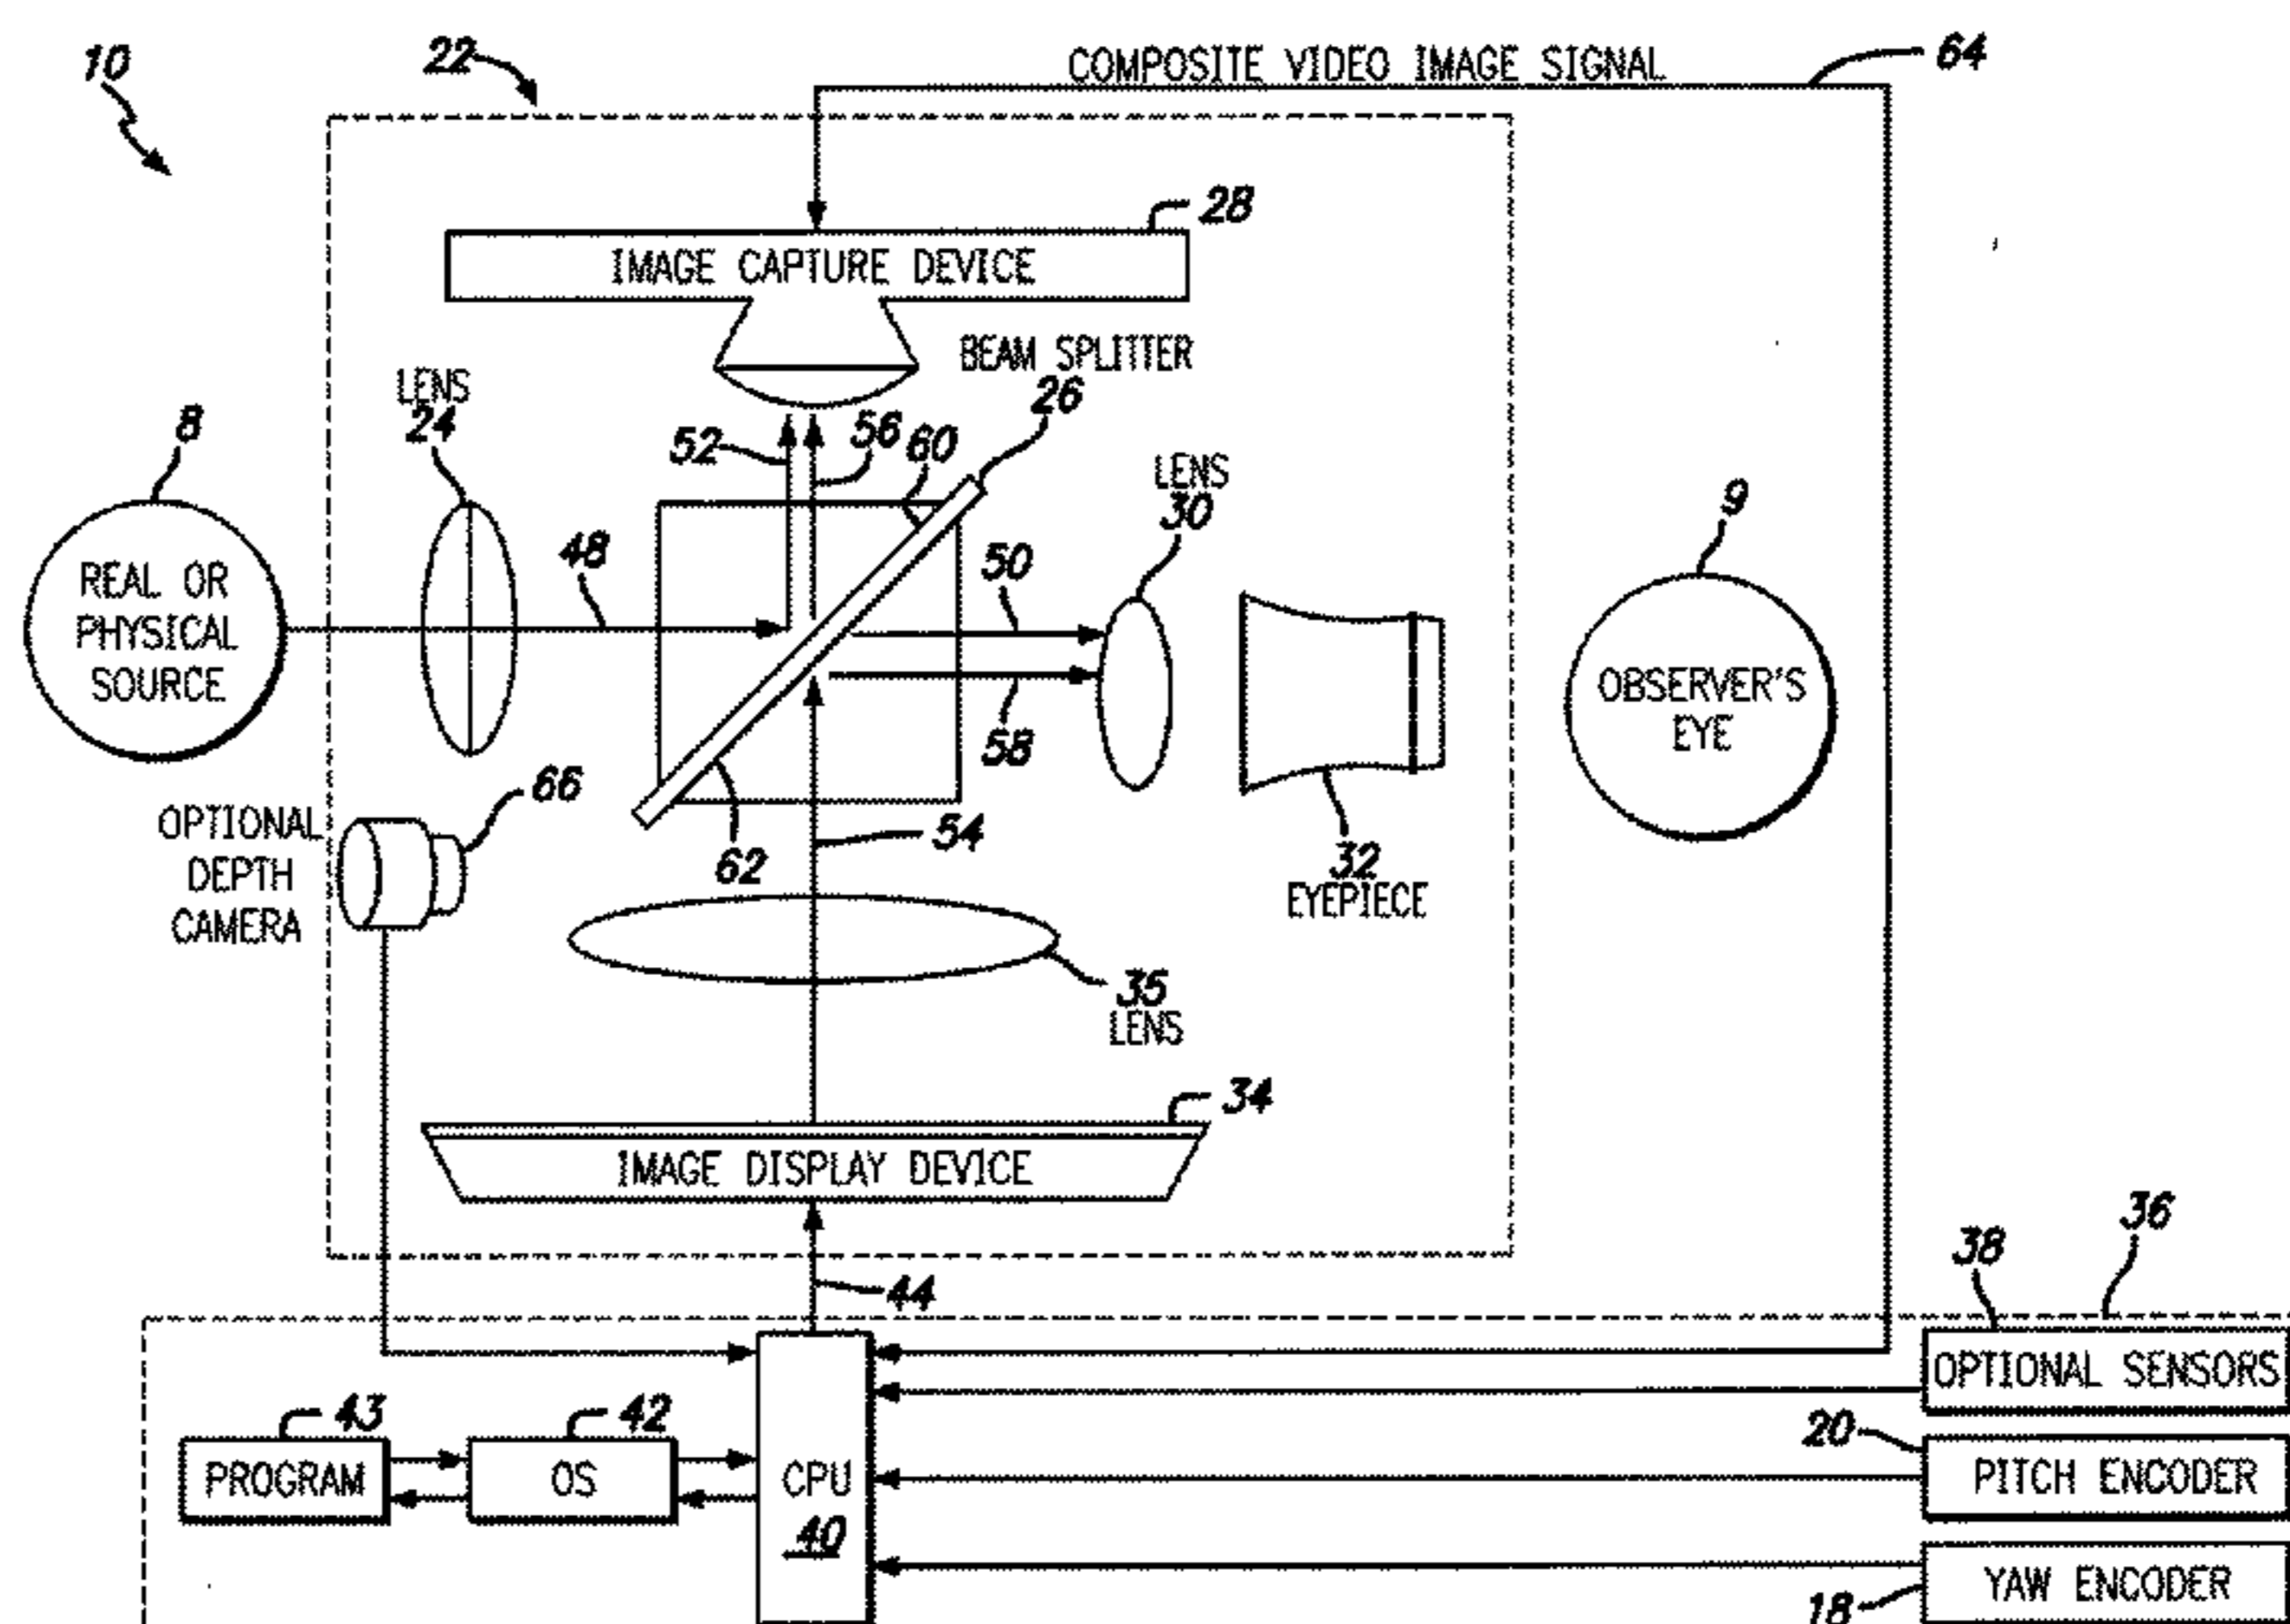 10
22
COMPOSITE VIDEO IMAGE SIGNAL
64
28
IMAGE CAPTURE DEVICE
BEAM SPLITTER
26
LENS
24
8
52
56
60
LENS
30
9
48
50
REAL OR
PHYSICAL
SOURCE
OBSERVER'S
EYE
58
66
OPTIONAL
DEPTH
CAMERA
62
54
32
EYEPIECE
35
LENS
34
IMAGE DISPLAY DEVICE
36
38
44
OPTIONAL SENSORS
43
42
20
PROGRAM
OS
CPU
40
PITCH ENCODER
YAW ENCODER
18